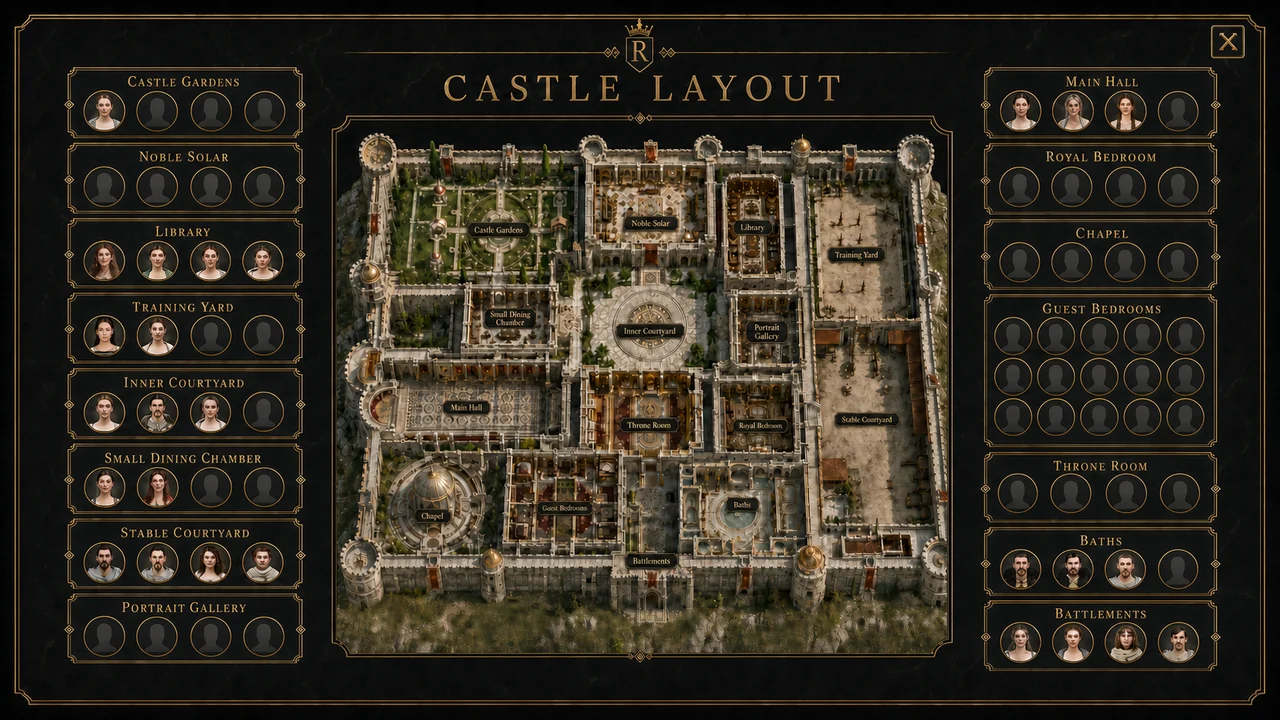 R
X
CASTLE LAYOUT
CASTLE GARDENS
NOBLE SOLAR
LIBRARY
TRAINING YARD
INNER COURTYARD
SMALL DINING CHAMBER
STABLE COURTYARD
PORTRAIT GALLERY
Castle Gardens
Noble Solar
Library
Training Yard
Small Dining
Chamber
Inner Courtyard
Portrait
Gallery
Main Hall
Throne Room
Royal Bedroom
Stable Courtyard
Chapel
Guest Bedrooms
Baths
Battlements
MAIN HALL
ROYAL BEDROOM
CHAPEL
GUEST BEDROOMS
THRONE ROOM
BATHS
BATTLEMENTS